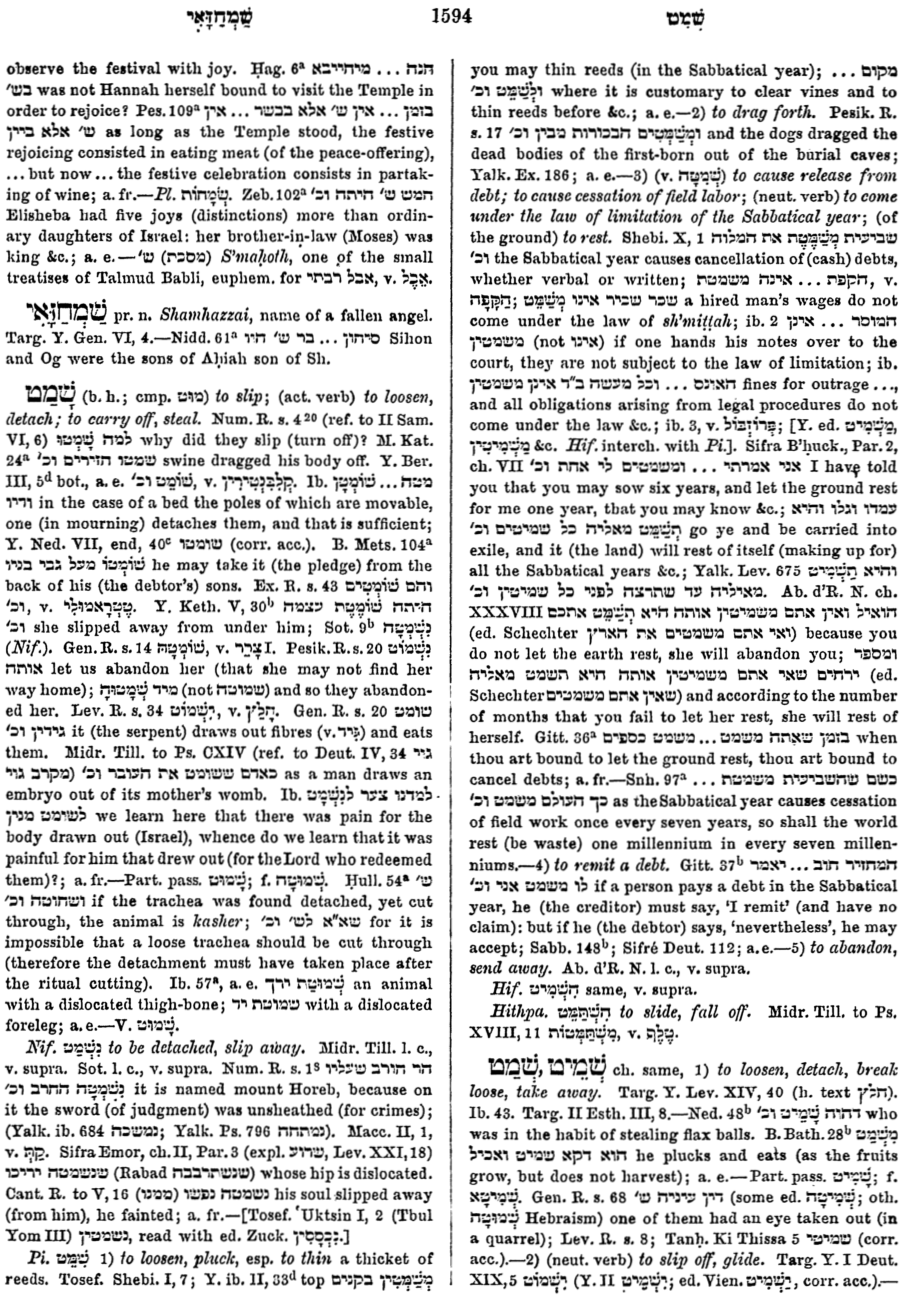 שַׁמְחַזָּאִי
1594
שָׁמַט
observe the festival with joy. Ḥag. 6ᵃ חנה ... מיחייבא
בש׳ was not Hannah herself bound to visit the Temple in
order to rejoice? Pes. 109ᵃ בזמן ... אין ש׳ אלא בבשר ... אין
ש׳ אלא ביין as long as the Temple stood, the festive
rejoicing consisted in eating meat (of the peace-offering),
... but now ... the festive celebration consists in partak-
ing of wine; a. fr.—Pl. שְׂמָחוֹת. Zeb. 102ᵃ חמש ש׳ היתה וכ׳
Elisheba had five joys (distinctions) more than ordin-
ary daughters of Israel: her brother-in-law (Moses) was
king &c.; a. e.—ש׳ (מסכת) S'maḥoth, one of the small
treatises of Talmud Babli, euphem. for אבל רבתי, v. אֵבֶל.
שַׁמְחַזָּאִי pr. n. Shamhazzai, name of a fallen angel.
Targ. Y. Gen. VI, 4.—Nidd. 61ᵃ סיחון ... בר ש׳ היו Sihon
and Og were the sons of Aḥiah son of Sh.
שָׁמַט (b. h.; cmp. מוט) to slip; (act. verb) to loosen,
detach; to carry off, steal. Num. R. s. 4²⁰ (ref. to II Sam.
VI, 6) למה שָׁמְטוּ why did they slip (turn off)? M. Kat.
24ᵃ שמטו חזירים וכ׳ swine dragged his body off. Y. Ber.
III, 5ᵈ bot., a. e. שׁוֹמֵט וכ׳, v. קְלַבִּנְטֵירִין. Ib. מטה ... שׁוֹמְטָן
ודיו in the case of a bed the poles of which are movable,
one (in mourning) detaches them, and that is sufficient;
Y. Ned. VII, end, 40ᶜ שומטו (corr. acc.). B. Mets. 104ᵃ
שׁוֹמְטוֹ מעל גבי בניו he may take it (the pledge) from the
back of his (the debtor's) sons. Ex. R. s. 43 והם שׁוֹמְטִים
וכ׳, v. טְטְרָאמוּלִי. Y. Keth. V, 30ᵇ היתה שׁוֹמֶטֶת עצמה
וכ׳ she slipped away from under him; Sot. 9ᵇ נִשְׁמְטָה
(Nif.). Gen. R. s. 14 שׁוֹמְטָהּ, v. צָרַר I. Pesik. R. s. 20 נִשְׁמוֹט
אותה let us abandon her (that she may not find her
way home); מיד שְׁמָטוּהָ (not שמוטה) and so they abandon-
ed her. Lev. R. s. 34 יִשְׁמוֹט, v. חָלַץ. Gen. R. s. 20 שומט
גידין וכ׳ it (the serpent) draws out fibres (v. גִּיד) and eats
them. Midr. Till. to Ps. CXIV (ref. to Deut. IV, 34 גוי
מקרב גוי) כאדם ששומט את העובר וכ׳ as a man draws an
embryo out of its mother's womb. Ib. למדנו צער לנִּשְׁמָט
לשומט מנין we learn here that there was pain for the
body drawn out (Israel), whence do we learn that it was
painful for him that drew out (for the Lord who redeemed
them)?; a. fr.—Part. pass. שָׁמוּט; f. שְׁמוּטָה. Ḥull. 54ᵃ ש׳
ושחוטה וכ׳ if the trachea was found detached, yet cut
through, the animal is kasher; שא״א לש׳ וכ׳ for it is
impossible that a loose trachea should be cut through
(therefore the detachment must have taken place after
the ritual cutting). Ib. 57ᵃ, a. e. שְׁמוּטַת ירך an animal
with a dislocated thigh-bone; שמוטת יד with a dislocated
foreleg; a. e.—V. שָׁמוּט.
Nif. נִשְׁמַט to be detached, slip away. Midr. Till. l. c.,
v. supra. Sot. l. c., v. supra. Num. R. s. 1⁸ הר חורב שעליו
נִשְׁמְטָה החרב וכ׳ it is named mount Horeb, because on
it the sword (of judgment) was unsheathed (for crimes);
(Yalk. ib. 684 נמשכה; Yalk. Ps. 796 נמתחה). Macc. II, 1,
v. קַת. Sifra Emor, ch. II, Par. 3 (expl. שרוע, Lev. XXI, 18)
שנשמטה יריכו (Rabad שנשתרבבה) whose hip is dislocated.
Cant. R. to V, 16 נשמטה נפשו (ממנו) his soul slipped away
(from him), he fainted; a. fr.—[Tosef. ʻUktsin I, 2 (Tbul
Yom III) נשמטין, read with ed. Zuck. נִכְסָסִין.]
Pi. שִׁמֵּט 1) to loosen, pluck, esp. to thin a thicket of
reeds. Tosef. Shebi. I, 7; Y. ib. II, 33ᵈ top מְשַׁמְּטִין בקנים
you may thin reeds (in the Sabbatical year); מקום ...
ולְשַׁמֵּט וכ׳ where it is customary to clear vines and to
thin reeds before &c.; a. e.—2) to drag forth. Pesik. R.
s. 17 ומְשַׁמְּטִים הבכורות מבין וכ׳ and the dogs dragged the
dead bodies of the first-born out of the burial caves;
Yalk. Ex. 186; a. e.—3) (v. שְׁמִטָּה) to cause release from
debt; to cause cessation of field labor; (neut. verb) to come
under the law of limitation of the Sabbatical year; (of
the ground) to rest. Shebi. X, 1 שביעית מְשַׁמֶּטֶת את המלוה
וכ׳ the Sabbatical year causes cancellation of (cash) debts,
whether verbal or written; הקפת ... אינה משמטת, v.
הַקָּפָה; שכר שכיר אינו מְשַׁמֵּט a hired man's wages do not
come under the law of sh'miṭṭah; ib. 2 המוסר ... אינן
משמטין (not אינו) if one hands his notes over to the
court, they are not subject to the law of limitation; ib.
האונס ... וכל מעשה ב״ד אינן משמטין fines for outrage ...,
and all obligations arising from legal procedures do not
come under the law &c.; ib. 3, v. פְּרוֹזְבּוֹל; [Y. ed. מַשְׁמִיט,
מַשְׁמִיטִין &c. Hif. interch. with Pi.]. Sifra B'ḥuck., Par. 2,
ch. VII אני אמרתי ... ומשמטים לי אחת וכ׳ I have told
you that you may sow six years, and let the ground rest
for me one year, that you may know &c.; עמדו וגלו והיא
תְּשַׁמֵּט מאליה כל שמיטים וכ׳ go ye and be carried into
exile, and it (the land) will rest of itself (making up for)
all the Sabbatical years &c.; Yalk. Lev. 675 והיא תַּשְׁמִיט
מאליה עד שתרצה לפני כל שמיטין וכ׳. Ab. d'R. N. ch.
XXXVIII הואיל ואין אתם משמיטין אותה היא תְּשַׁמֵּט אתכם
(ed. Schechter ואי אתם משמטים את הארץ) because you
do not let the earth rest, she will abandon you; ומספר
ירחים שאי אתם משמיטין אותה היא תשמט מאליה (ed.
Schechter שאין אתם משמטים) and according to the number
of months that you fail to let her rest, she will rest of
herself. Gitt. 36ᵃ בזמן שאתה משמט ... משמט כספים when
thou art bound to let the ground rest, thou art bound to
cancel debts; a. fr.—Snh. 97ᵃ כשם שהשביעית משמטת ...
כך העולם משמט וכ׳ as the Sabbatical year causes cessation
of field work once every seven years, so shall the world
rest (be waste) one millennium in every seven millen-
niums.—4) to remit a debt. Gitt. 37ᵇ המחזיר חוב ... יאמר
לו משמט אני וכ׳ if a person pays a debt in the Sabbatical
year, he (the creditor) must say, 'I remit' (and have no
claim): but if he (the debtor) says, 'nevertheless', he may
accept; Sabb. 148ᵇ; Sifré Deut. 112; a. e.—5) to abandon,
send away. Ab. d'R. N. l. c., v. supra.
Hif. הִשְׁמִיט same, v. supra.
Hithpa. הִשְׁתַּמֵּט to slide, fall off. Midr. Till. to Ps.
XVIII, 11 מִשְׁתַּמְּטוֹת, v. טֶלֶף.
שְׁמֵיט, שְׁמַט ch. same, 1) to loosen, detach, break
loose, take away. Targ. Y. Lev. XIV, 40 (h. text חלץ).
Ib. 43. Targ. II Esth. III, 8.—Ned. 48ᵇ דהוה שָׁמֵיט וכ׳ who
was in the habit of stealing flax balls. B. Bath. 28ᵇ מִשְׁמָט
הוא דקא שמיט ואכיל he plucks and eats (as the fruits
grow, but does not harvest); a. e.—Part. pass. שְׁמִיט; f.
שְׁמִיטָא. Gen. R. s. 68 דין עיניה ש׳ (some ed. שְׁמִיטָה; oth.
שְׁמוּטָה Hebraism) one of them had an eye taken out (in
a quarrel); Lev. R. s. 8; Tanḥ. Ki Thissa 5 שמיטי (corr.
acc.).—2) (neut. verb) to slip off, glide. Targ. Y. I Deut.
XIX, 5 יִשְׁמוֹט (Y. II יִשְׁמֵיט; ed. Vien. יַשְׁמִיט, corr. acc.).—